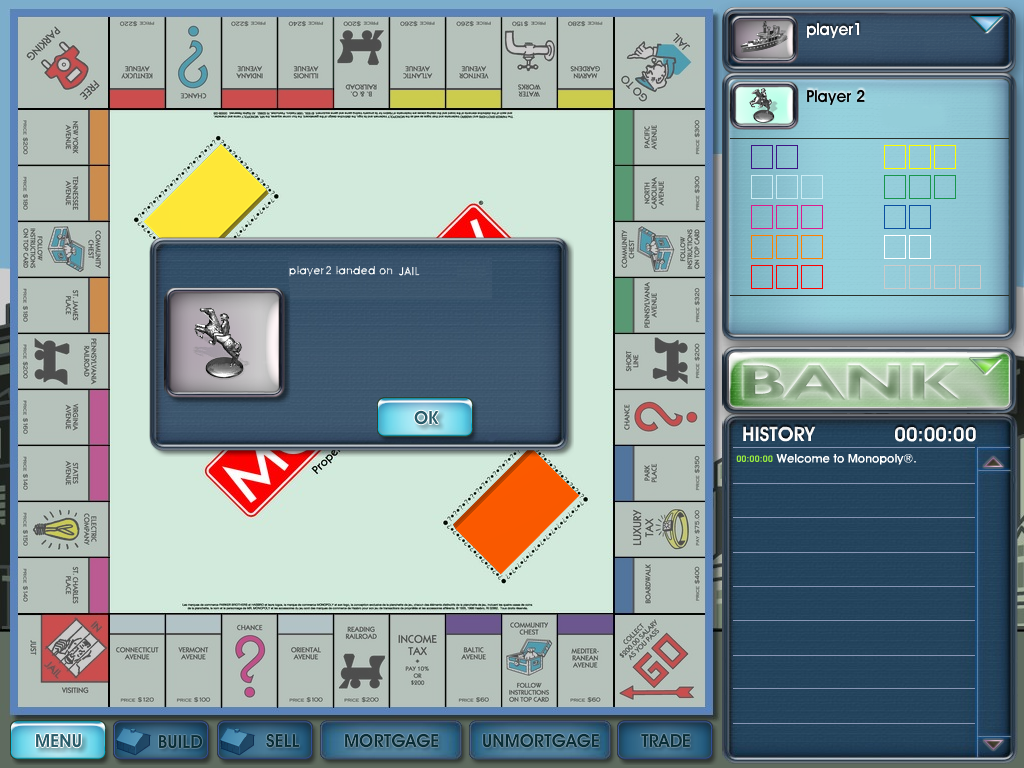 FREE
PARKING
KENTUCKY
AVENUE
PRICE $220
CHANCE
INDIANA
AVENUE
PRICE $220
ILLINOIS
AVENUE
PRICE $240
B. & O.
RAILROAD
PRICE $200
ATLANTIC
AVENUE
PRICE $260
VENTNOR
AVENUE
PRICE $260
WATER
WORKS
PRICE $150
MARVIN
GARDENS
PRICE $280
GO TO
JAIL
NEW YORK
AVENUE
PRICE $200
TENNESSEE
AVENUE
PRICE $180
COMMUNITY
CHEST
FOLLOW
INSTRUCTIONS
ON TOP CARD
ST. JAMES
PLACE
PRICE $180
PENNSYLVANIA
RAILROAD
PRICE $200
VIRGINIA
AVENUE
PRICE $160
STATES
AVENUE
PRICE $140
ELECTRIC
COMPANY
PRICE $150
ST. CHARLES
PLACE
PRICE $140
PACIFIC
AVENUE
PRICE $300
NORTH
CAROLINA
AVENUE
PRICE $300
COMMUNITY
CHEST
FOLLOW
INSTRUCTIONS
ON TOP CARD
PENNSYLVANIA
AVENUE
PRICE $320
SHORT
LINE
PRICE $200
CHANCE
PARK
PLACE
PRICE $350
LUXURY
TAX
PAY $75.00
BOARDWALK
PRICE $400
player2 landed on JAIL
OK
MO
Prope
JUST
IN
JAIL
VISITING
CONNECTICUT
AVENUE
PRICE $120
VERMONT
AVENUE
PRICE $100
CHANCE
ORIENTAL
AVENUE
PRICE $100
READING
RAILROAD
PRICE $200
INCOME
TAX
PAY 10%
OR
$200
BALTIC
AVENUE
PRICE $60
COMMUNITY
CHEST
FOLLOW
INSTRUCTIONS
ON TOP CARD
MEDITER-
RANEAN
AVENUE
PRICE $60
COLLECT
$200.00 SALARY
AS YOU PASS
GO
MENU
BUILD
SELL
MORTGAGE
UNMORTGAGE
TRADE
player1
Player 2
BANK
HISTORY 00:00:00
00:00:00 Welcome to Monopoly®.